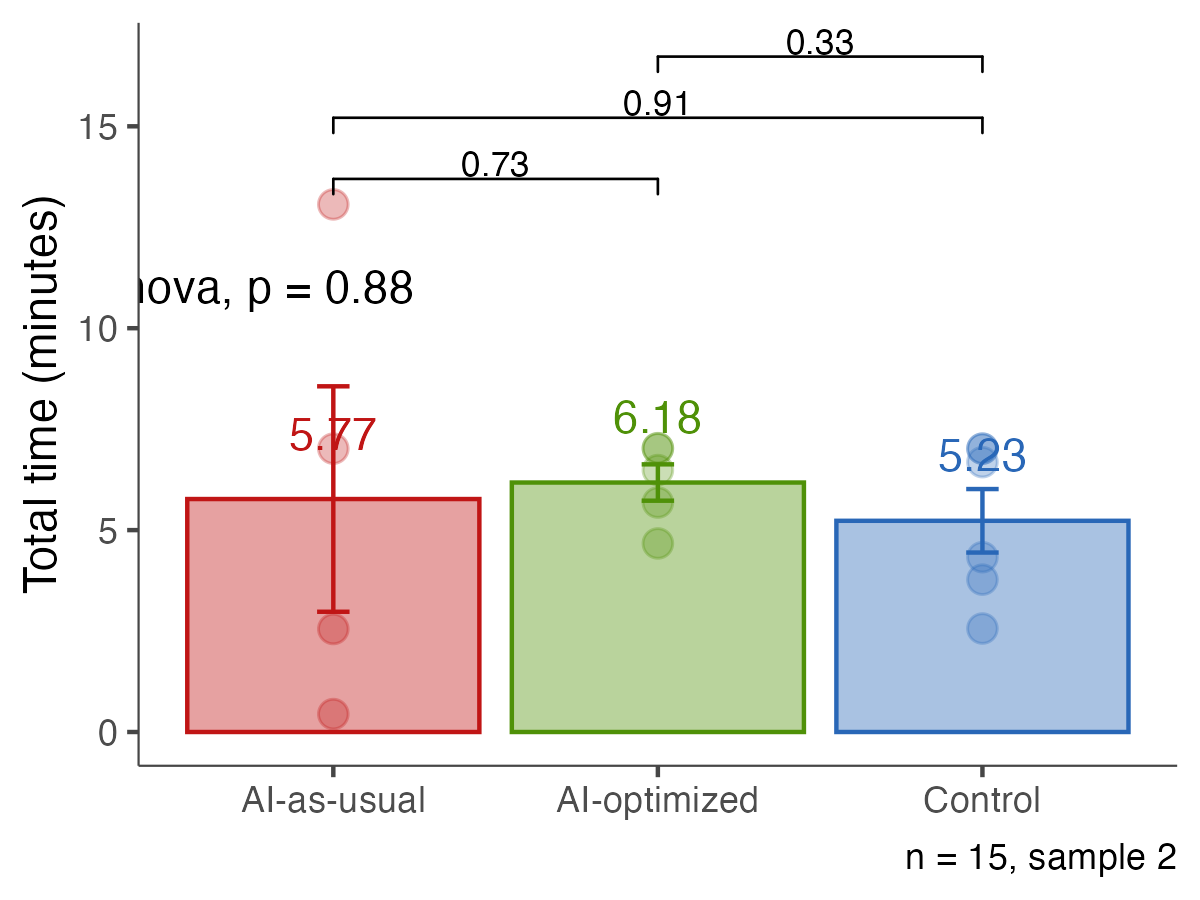 0.33
0.91
0.73
15
10
5
0
Total time (minutes)
nova, p = 0.88
5.77
6.18
5.23
AI-as-usual
AI-optimized
Control
n = 15, sample 2